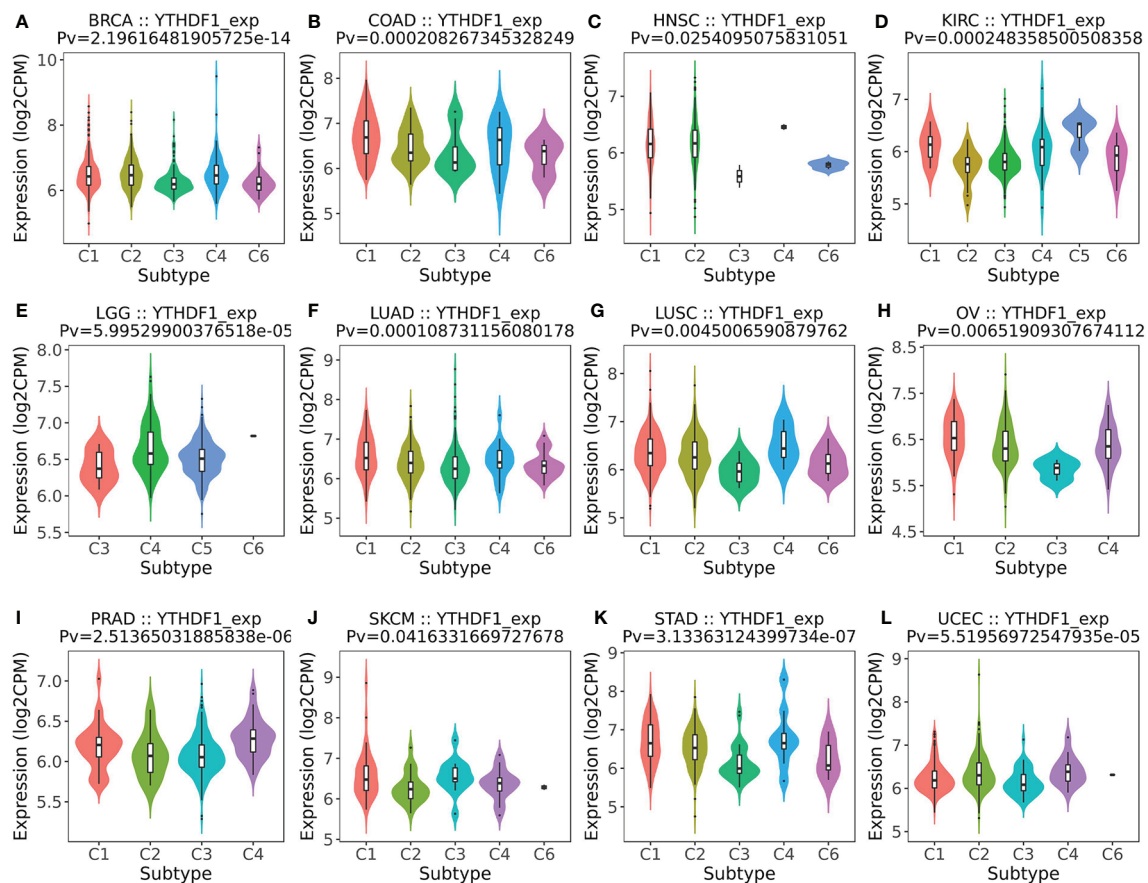 A
BRCA :: YTHDF1_exp
Pv=2.19616481905725e-14
Expression (log2CPM)
10
8
6
C1 C2 C3 C4 C6
Subtype
B
COAD :: YTHDF1_exp
Pv=0.000208267345328249
Expression (log2CPM)
8
7
6
5
C1 C2 C3 C4 C6
Subtype
C
HNSC :: YTHDF1_exp
Pv=0.0254095075831051
Expression (log2CPM)
7
6
5
C1 C2 C3 C4 C6
Subtype
D
KIRC :: YTHDF1_exp
Pv=0.000248358500508358
Expression (log2CPM)
7
6
5
C1 C2 C3 C4 C5 C6
Subtype
E
LGG :: YTHDF1_exp
Pv=5.99529900376518e-05
Expression (log2CPM)
8.0
7.5
7.0
6.5
6.0
5.5
C3 C4 C5 C6
Subtype
F
LUAD :: YTHDF1_exp
Pv=0.000108731156080178
Expression (log2CPM)
9
8
7
6
5
C1 C2 C3 C4 C6
Subtype
G
LUSC :: YTHDF1_exp
Pv=0.0045006590879762
Expression (log2CPM)
8
7
6
5
C1 C2 C3 C4 C6
Subtype
H
OV :: YTHDF1_exp
Pv=0.00651909307674112
Expression (log2CPM)
8.5
7.5
6.5
5.5
4.5
C1 C2 C3 C4
Subtype
I
PRAD :: YTHDF1_exp
Pv=2.51365031885838e-06
Expression (log2CPM)
7.0
6.5
6.0
5.5
C1 C2 C3 C4
Subtype
J
SKCM :: YTHDF1_exp
Pv=0.0416331669727678
Expression (log2CPM)
9
8
7
6
5
C1 C2 C3 C4 C6
Subtype
K
STAD :: YTHDF1_exp
Pv=3.13363124399734e-07
Expression (log2CPM)
9
8
7
6
5
C1 C2 C3 C4 C6
Subtype
L
UCEC :: YTHDF1_exp
Pv=5.51956972547935e-05
Expression (log2CPM)
9
8
7
6
5
C1 C2 C3 C4 C6
Subtype